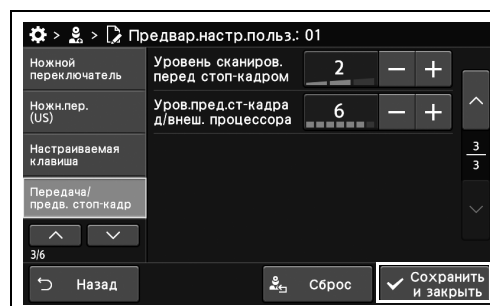 > > Предвар.настр.польз.: 01
Ножной
переключатель
Ножн.пер.
(US)
Настраиваемая
клавиша
Передача/
предв. стоп-кадр
3/6
Уровень сканиров.
перед стоп-кадром
2
Уров.пред.ст-кадра
д/внеш. процессора
6
3
3
Назад
Сброс
Сохранить
и закрыть